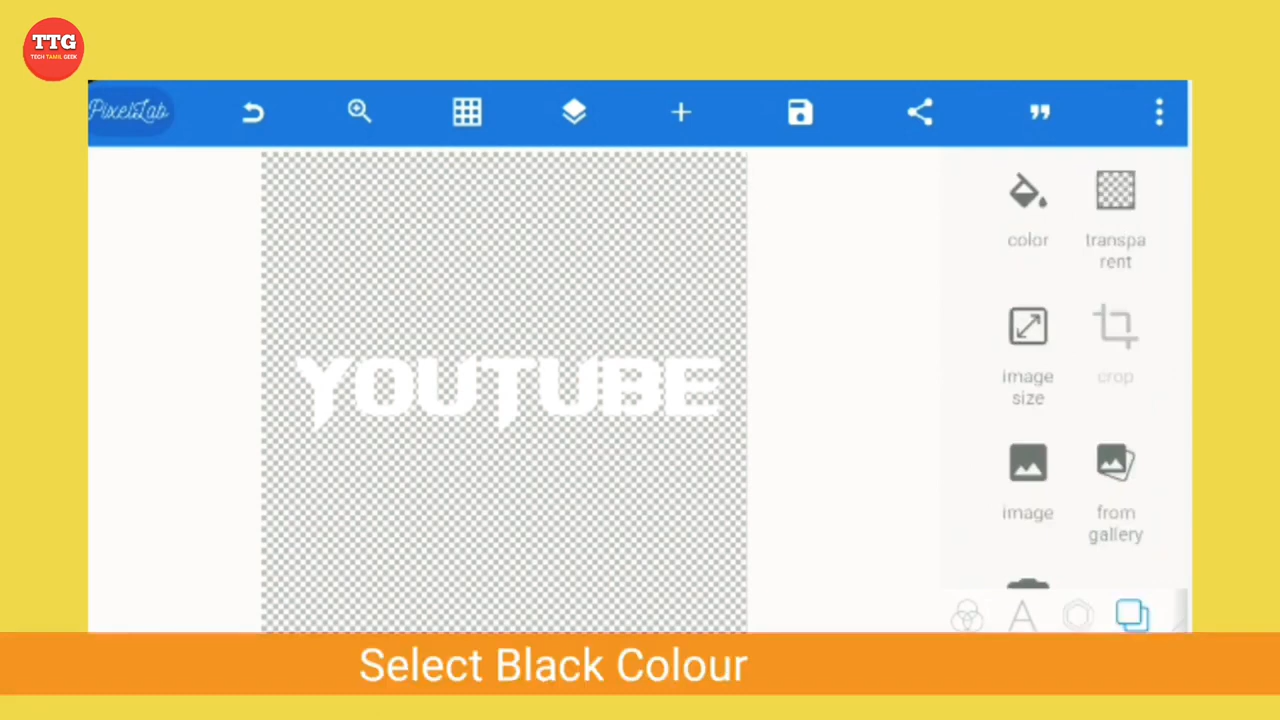 TTG
TECH TAMIL GEEK
PixelLab
color
transpa
rent
image
size
crop
YOUTUBE
image
from
gallery
Select Black Colour